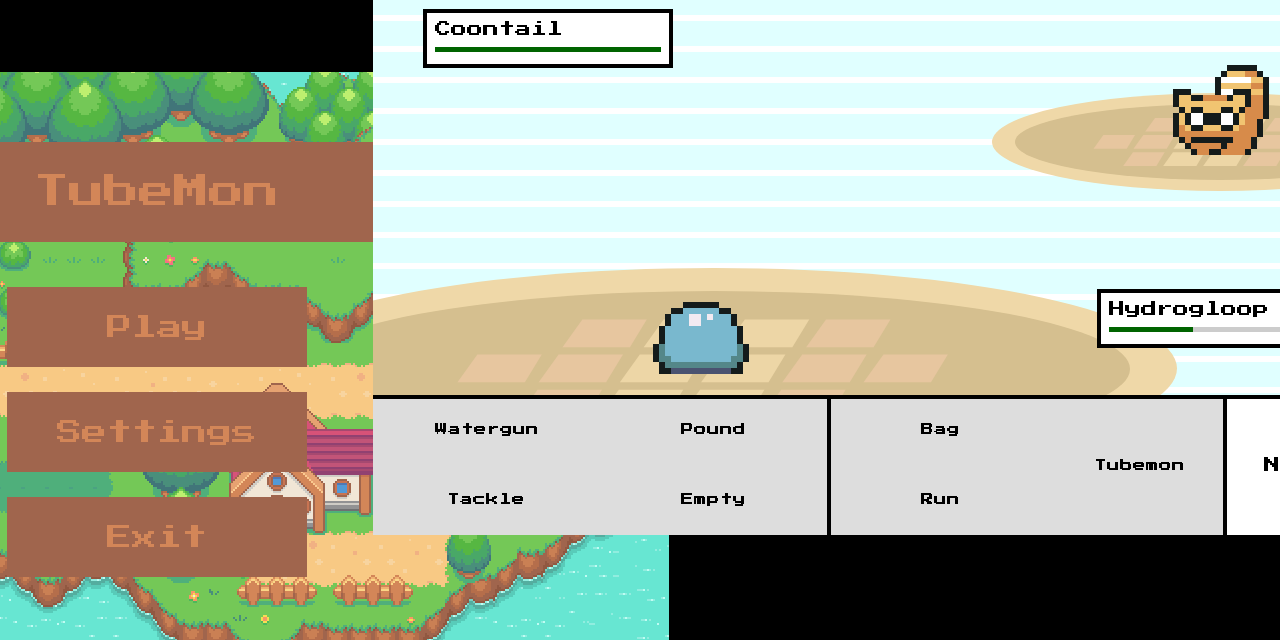 Coontail
TubeMon
Play
Settings
Exit
Hydrogloop
Watergun Pound Bag
Tubemon
Tackle Empty Run
N